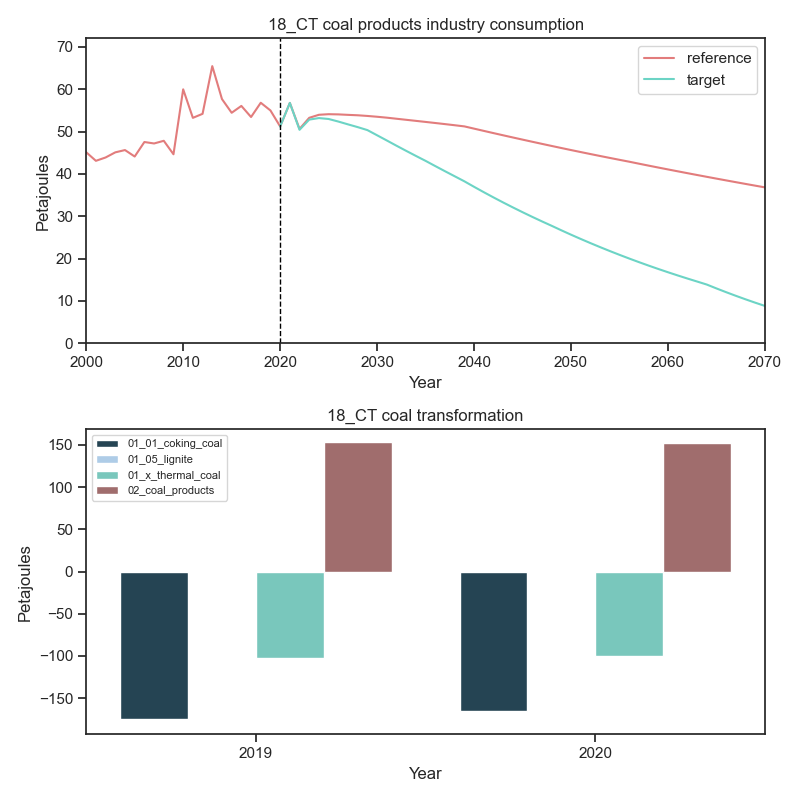 18_CT coal products industry consumption
70
60
50
40
30
20
10
0
Petajoules
reference
target
2000 2010 2020 2030 2040 2050 2060 2070
Year
18_CT coal transformation
150
100
50
0
−50
−100
−150
Petajoules
01_01_coking_coal
01_05_lignite
01_x_thermal_coal
02_coal_products
2019 2020
Year